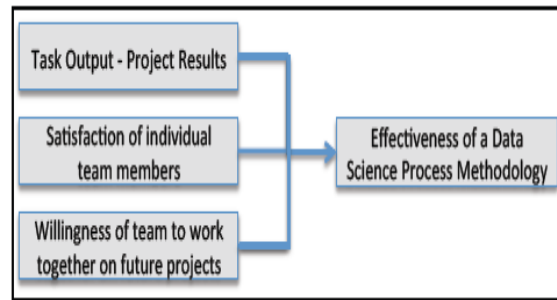 Task Output - Project Results
Satisfaction of individual
team members
Willingness of team to work
together on future projects
Effectiveness of a Data
Science Process Methodology